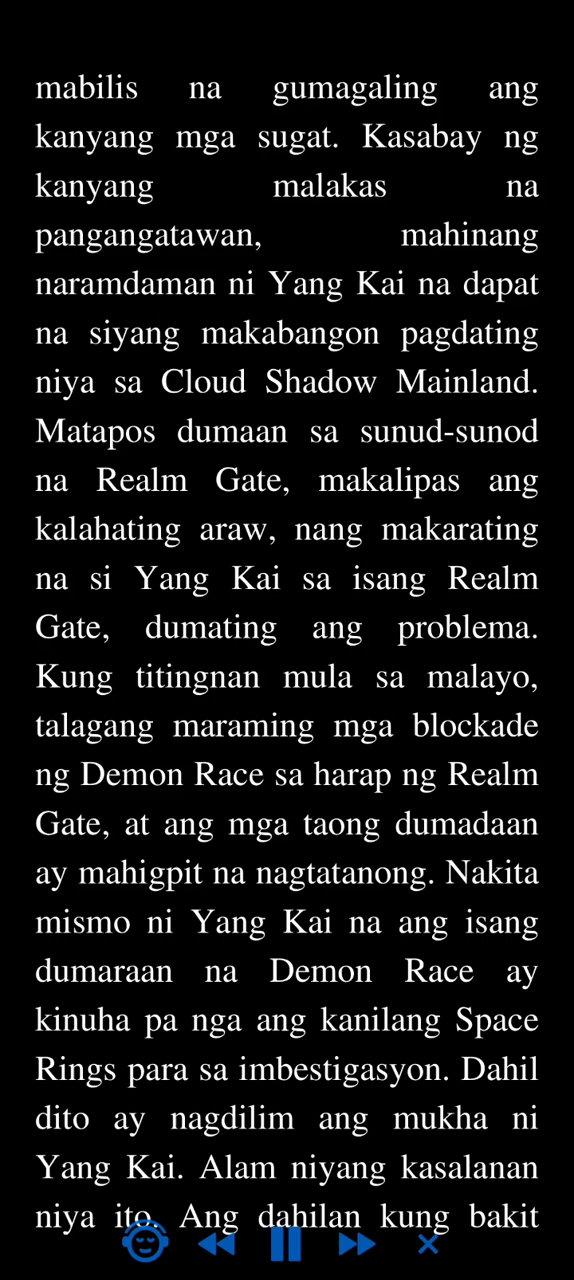 mabilis na gumagaling ang
kanyang mga sugat. Kasabay ng
kanyang malakas na
pangangatawan, mahinang
naramdaman ni Yang Kai na dapat
na siyang makabangon pagdating
niya sa Cloud Shadow Mainland.
Matapos dumaan sa sunud-sunod
na Realm Gate, makalipas ang
kalahating araw, nang makarating
na si Yang Kai sa isang Realm
Gate, dumating ang problema.
Kung titingnan mula sa malayo,
talagang maraming mga blockade
ng Demon Race sa harap ng Realm
Gate, at ang mga taong dumadaan
ay mahigpit na nagtatanong. Nakita
mismo ni Yang Kai na ang isang
dumaraan na Demon Race ay
kinuha pa nga ang kanilang Space
Rings para sa imbestigasyon. Dahil
dito ay nagdilim ang mukha ni
Yang Kai. Alam niyang kasalanan
niya ito. Ang dahilan kung bakit